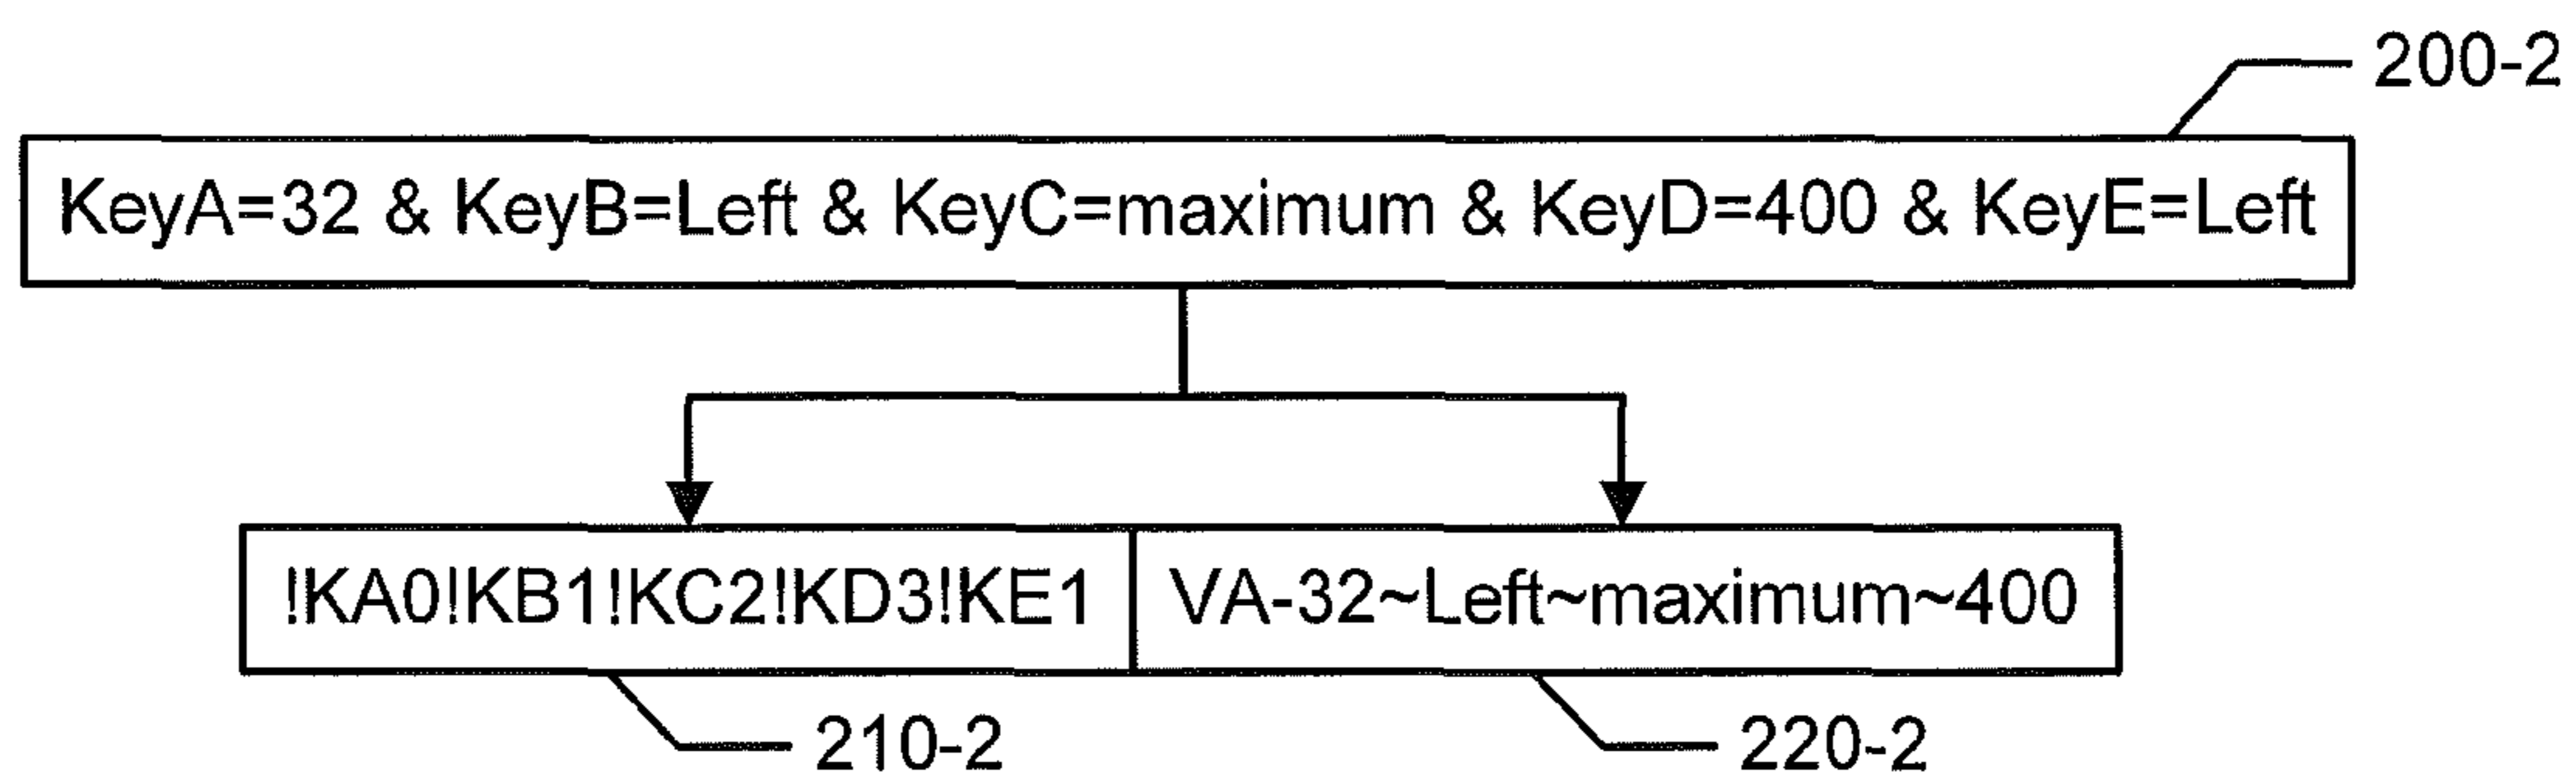 200-2
KeyA=32 & KeyB=Left & KeyC=maximum & KeyD=400 & KeyE=Left
!KA0!KB1!KC2!KD3!KE1 VA-32~Left~maximum~400
210-2 220-2